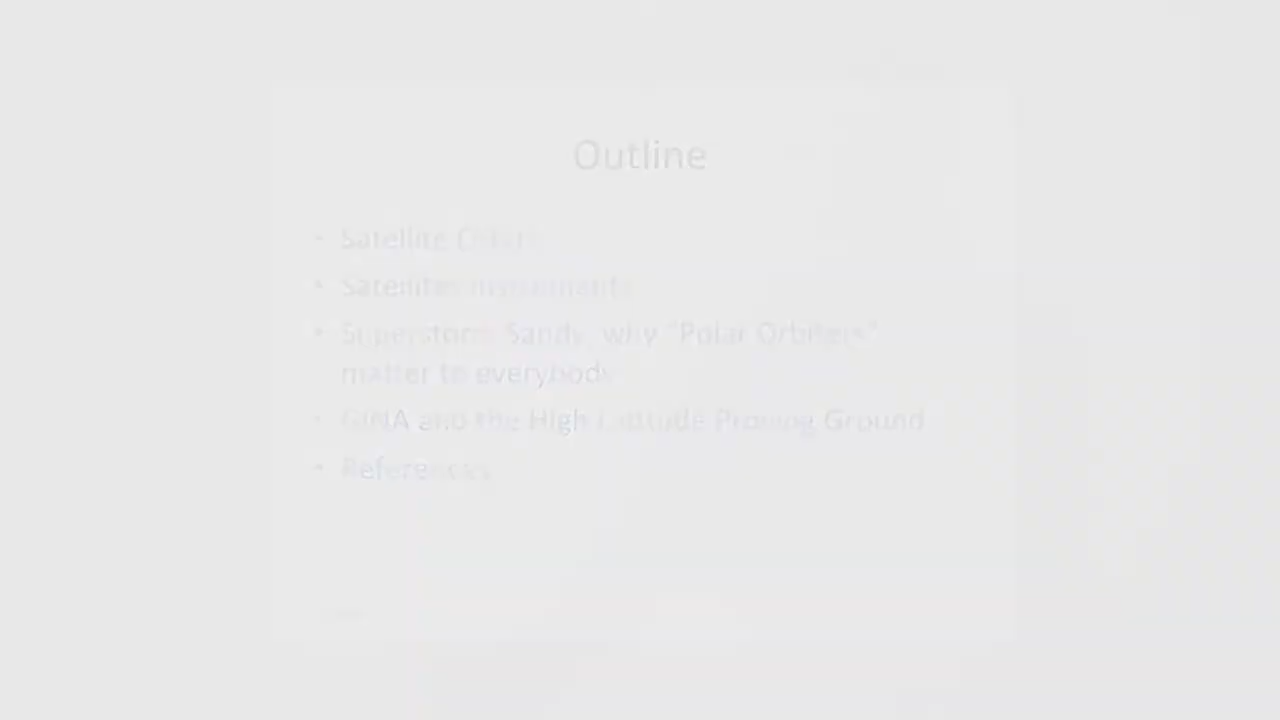 Outline
• Satellite Orbits
• Satellite Instruments
• Superstorm Sandy, why "Polar Orbiters"
matter to everybody
• GINA and the High Latitude Proving Ground
• References